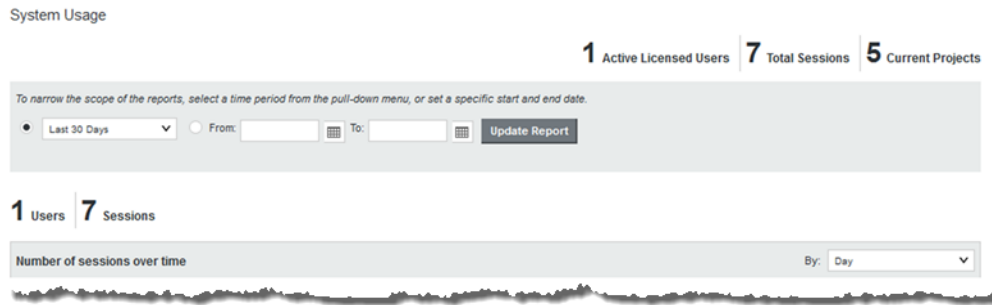 System Usage
1 Active Licensed Users 7 Total Sessions 5 Current Projects
To narrow the scope of the reports, select a time period from the pull-down menu, or set a specific start and end date.
Last 30 Days From: To: Update Report
1 Users 7 Sessions
Number of sessions over time By: Day